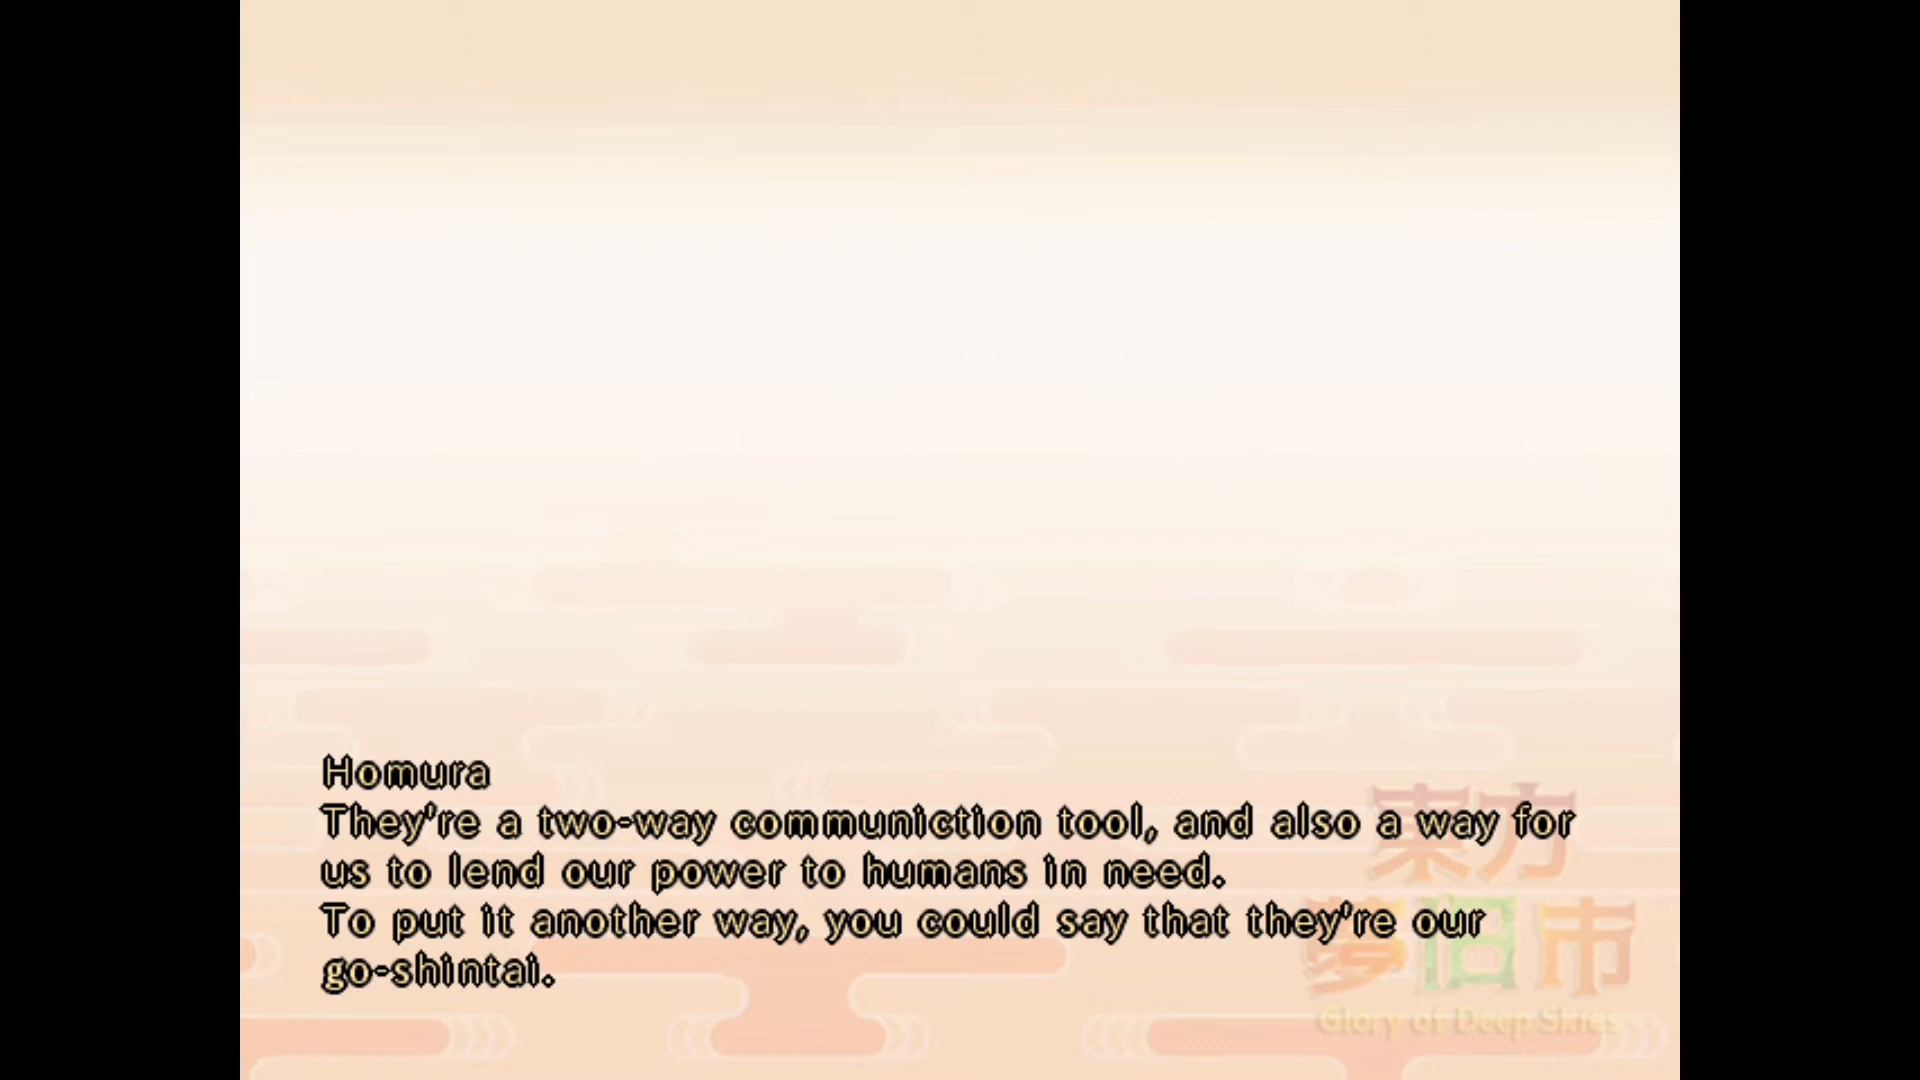 Homura
They're a two-way communiction tool, and also a way for
us to lend our power to humans in need.
To put it another way, you could say that they're our
go-shintai.
東方
夢旧市
Glory of Deep Skies